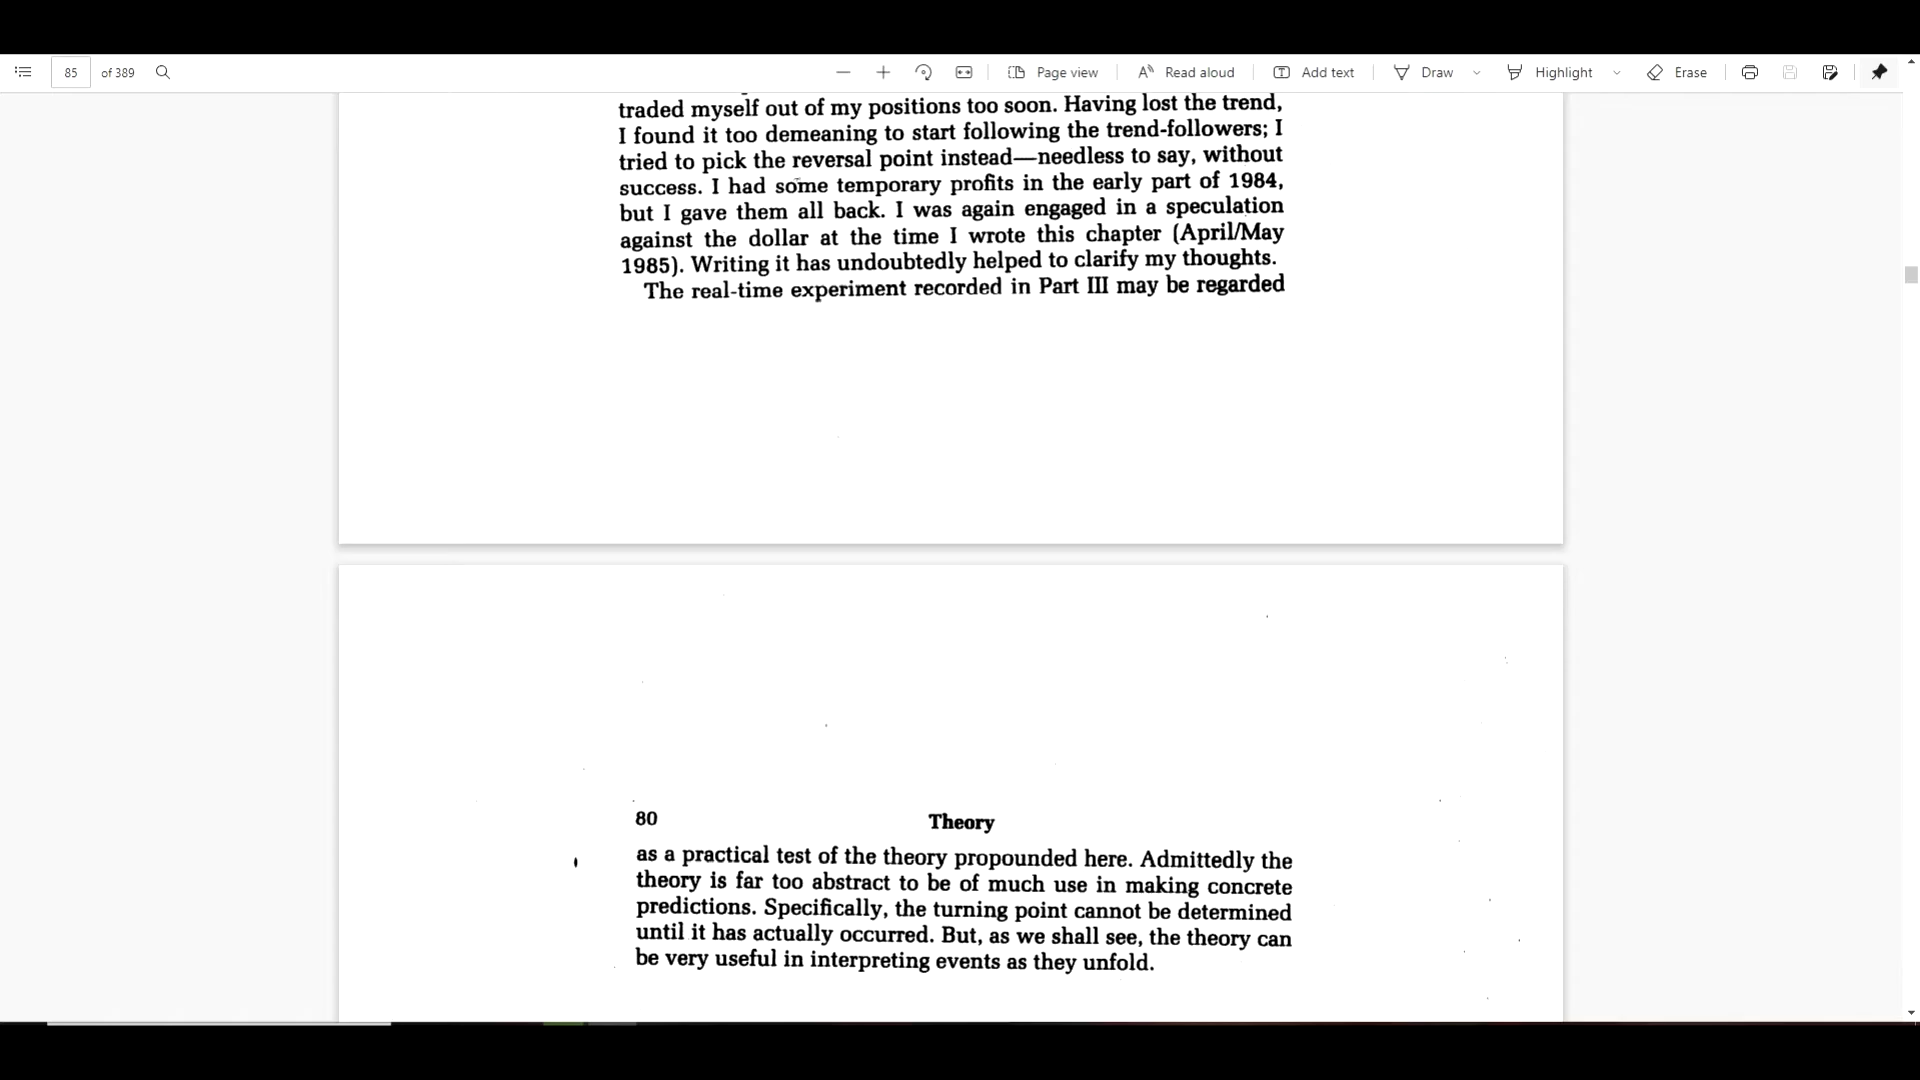 85 of 389 Page view Read aloud Add text Draw Highlight Erase
traded myself out of my positions too soon. Having lost the trend,
I found it too demeaning to start following the trend-followers; I
tried to pick the reversal point instead—needless to say, without
success. I had some temporary profits in the early part of 1984,
but I gave them all back. I was again engaged in a speculation
against the dollar at the time I wrote this chapter (April/May
1985). Writing it has undoubtedly helped to clarify my thoughts.
The real-time experiment recorded in Part III may be regarded
80 Theory
as a practical test of the theory propounded here. Admittedly the
theory is far too abstract to be of much use in making concrete
predictions. Specifically, the turning point cannot be determined
until it has actually occurred. But, as we shall see, the theory can
be very useful in interpreting events as they unfold.